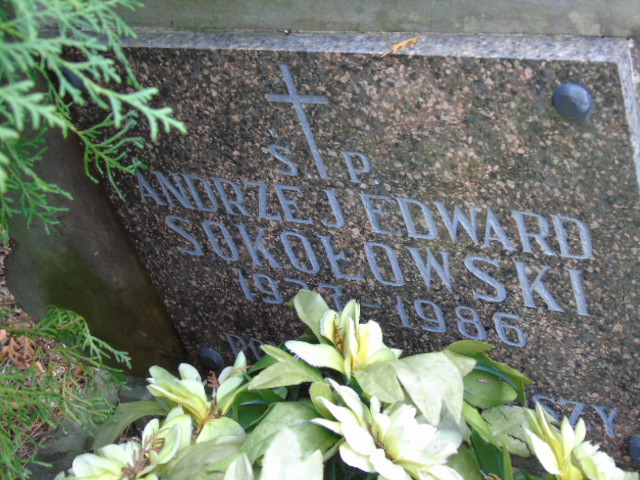 Ś. P.
ANDRZEJ EDWARD
SOKOŁOWSKI
- 1986